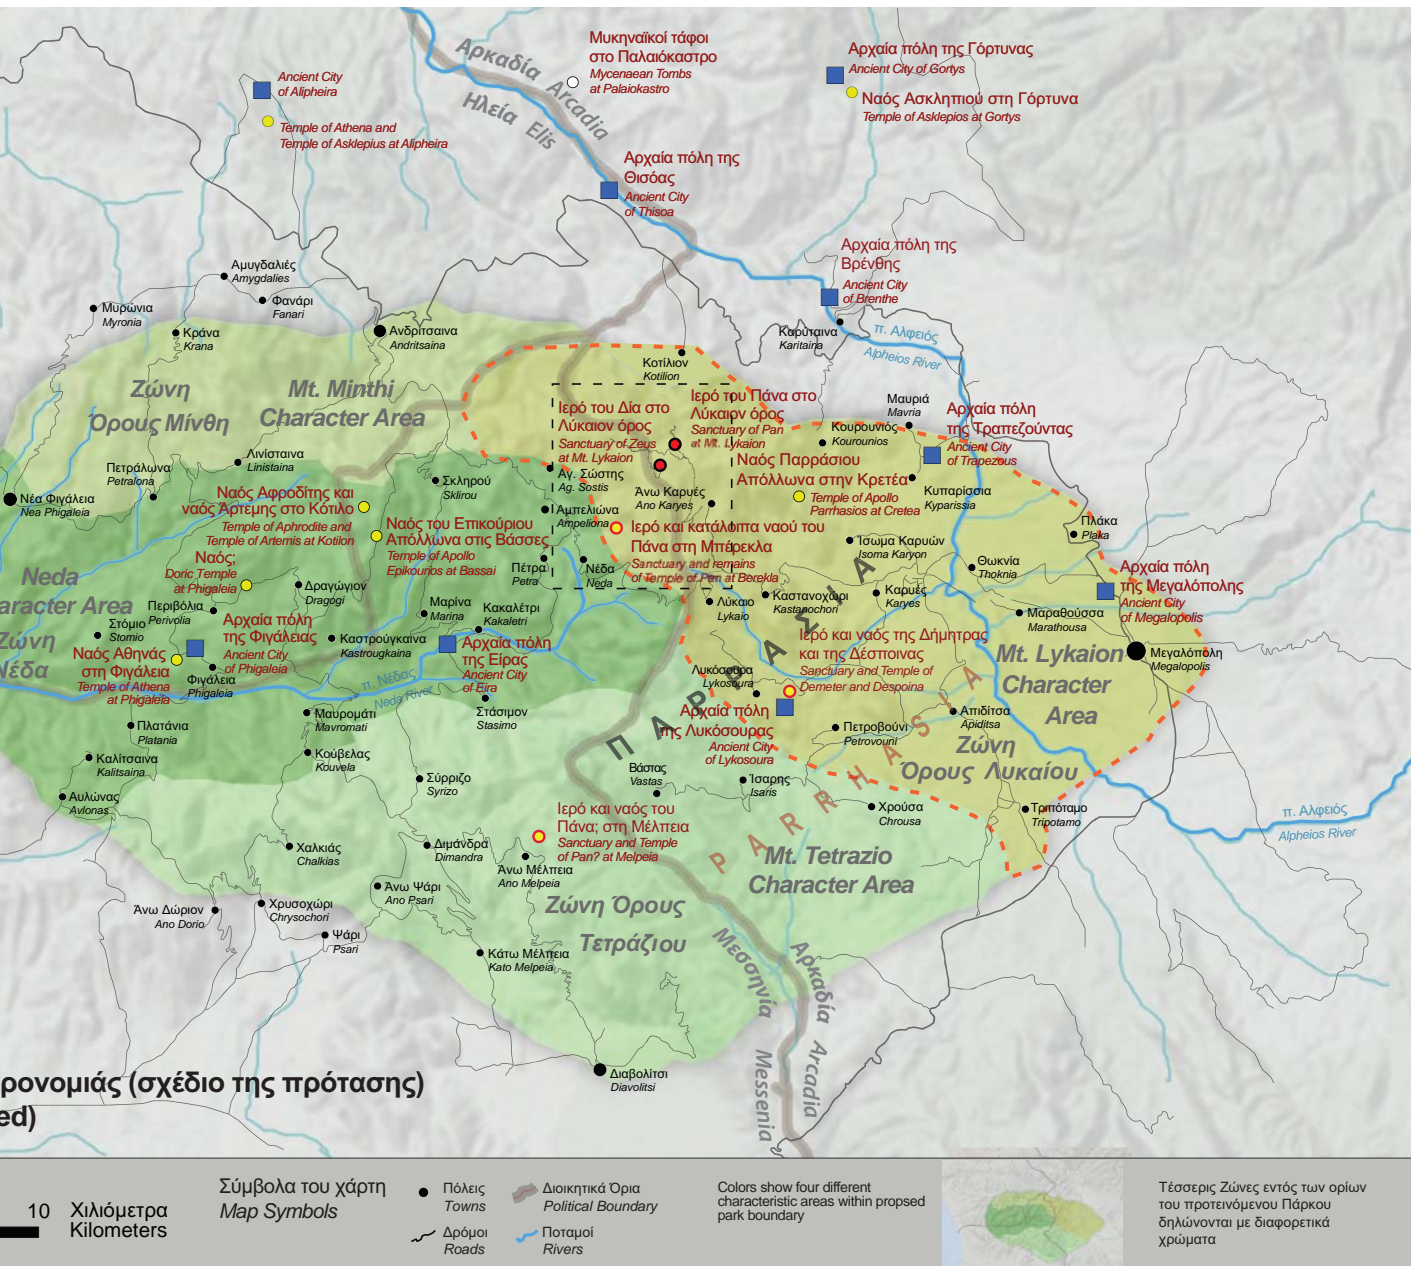 Αρκαδία Arcadia
Ηλεία Elis
Μυκηναϊκοί τάφοι
στο Παλαιόκαστρο
Mycenaean Tombs
at Palaiokastro
Αρχαία πόλη της Γόρτυνας
Ancient City of Gortys
Ναός Ασκληπιού στη Γόρτυνα
Temple of Asklepios at Gortys
Ancient City
of Alipheira
Temple of Athena and
Temple of Asklepius at Alipheira
Αρχαία πόλη της
Θισόας
Ancient City
of Thisoa
Αρχαία πόλη της
Βρένθης
Ancient City
of Brenthe
Αμυγδαλιές
Amygdalies
Φανάρι
Fanari
Μυρώνια
Myronia
Κράνα
Krana
Ανδρίτσαινα
Andritsaina
Καρύταινα
Karitaina
π. Αλφειός
Alpheios River
Κοτίλιον
Kotilion
Ζώνη
Όρους Μίνθη
Mt. Minthi
Character Area
Ιερό του Δία στο
Λύκαιον όρος
Sanctuary of Zeus
at Mt. Lykaion
Ιερό του Πάνα στο
Λύκαιον όρος
Sanctuary of Pan
at Mt. Lykaion
Μαυριά
Mavria
Κουρουνιός
Kourounios
Αρχαία πόλη
της Τραπεζούντας
Ancient City
of Trapezous
Ναός Παρράσιου
Απόλλωνα στην Κρετέα
Temple of Apollo
Parrhasios at Cretea
Κυπαρίσσια
Kyparissia
Λινίσταινα
Linistaina
Πετράλωνα
Petralona
Νέα Φιγάλεια
Nea Phigaleia
Σκληρού
Sklirou
Αγ. Σώστης
Ag. Sostis
Άνω Καρυές
Ano Karyes
Αμπελιώνα
Ampeliona
Ναός Αφροδίτης και
ναός Άρτεμης στο Κότιλο
Temple of Aphrodite and
Temple of Artemis at Kotilon
Ναός του Επικούριου
Απόλλωνα στις Βάσσες
Temple of Apollo
Epikourios at Bassai
Ιερό και κατάλοιπα ναού του
Πάνα στη Μπέρεκλα
Sanctuary and remains
of Temple of Pan at Berekla
Πλάκα
Plaka
Ίσωμα Καρυών
Isoma Karyon
Θωκνία
Thoknia
Ναός;
Doric Temple
at Phigaleia
Δραγώγιον
Dragogi
Πέτρα
Petra
Νέδα
Neda
Neda
aracter Area
Ζώνη
Νέδα
Περιβόλια
Perivolia
Στόμιο
Stomio
Αρχαία πόλη
της Φιγάλειας
Ancient City
of Phigaleia
Μαρίνα
Marina
Κακαλέτρι
Kakaletri
Λύκαιο
Lykaio
Καστανοχώρι
Kastanochori
Καρυές
Karyes
Μαραθούσσα
Marathousa
Αρχαία πόλη
της Μεγαλόπολης
Ancient City
of Megalopolis
Ναός Αθηνάς
στη Φιγάλεια
Temple of Athena
at Phigaleia
Φιγάλεια
Phigaleia
Καστρούγκαινα
Kastrougkaina
Αρχαία πόλη
της Είρας
Ancient City
of Eira
π. Νέδας
Neda River
Ιερό και ναός της Δήμητρας
και της Δέσποινας
Sanctuary and Temple of
Demeter and Despoina
Mt. Lykaion
Character
Area
Μεγαλόπολη
Megalopolis
Λυκόσουρα
Lykosoura
Αρχαία πόλη
της Λυκόσουρας
Ancient City
of Lykosoura
ΠΑΡΡΑΣΙΑ
PARRHASIA
Πλατάνια
Platania
Μαυρομάτι
Mavromati
Στάσιμον
Stasimo
Πετροβούνι
Petrovouni
Απιδίτσα
Apiditsa
Ζώνη
Όρους Λυκαίου
Καλίτσαινα
Kalitsaina
Κούβελας
Kouvela
Σύρριζο
Syrizo
Βάστας
Vastas
Ίσαρης
Isaris
Αυλώνας
Avlonas
Χρούσα
Chrousa
Τριπόταμο
Tripotamo
π. Αλφειός
Alpheios River
Ιερό και ναός του
Πάνα; στη Μέλπεια
Sanctuary and Temple
of Pan? at Melpeia
Χαλκιάς
Chalkias
Διμάνδρα
Dimandra
Άνω Μέλπεια
Ano Melpeia
Mt. Tetrazio
Character Area
Άνω Ψάρι
Ano Psari
Άνω Δώριον
Ano Dorio
Χρυσοχώρι
Chrysochori
Ψάρι
Psari
Ζώνη Όρους
Τετράζιου
Κάτω Μέλπεια
Kato Melpeia
Μεσσηνία Messenia
Αρκαδία Arcadia
Διαβολίτσι
Diavolitsi
ρονομιάς (σχέδιο της πρότασης)
ed)
10 Χιλιόμετρα
Kilometers
Σύμβολα του χάρτη
Map Symbols
Πόλεις
Towns
Δρόμοι
Roads
Διοικητικά Όρια
Political Boundary
Ποταμοί
Rivers
Colors show four different
characteristic areas within propsed
park boundary
Τέσσερις Ζώνες εντός των ορίων
του προτεινόμενου Πάρκου
δηλώνονται με διαφορετικά
χρώματα